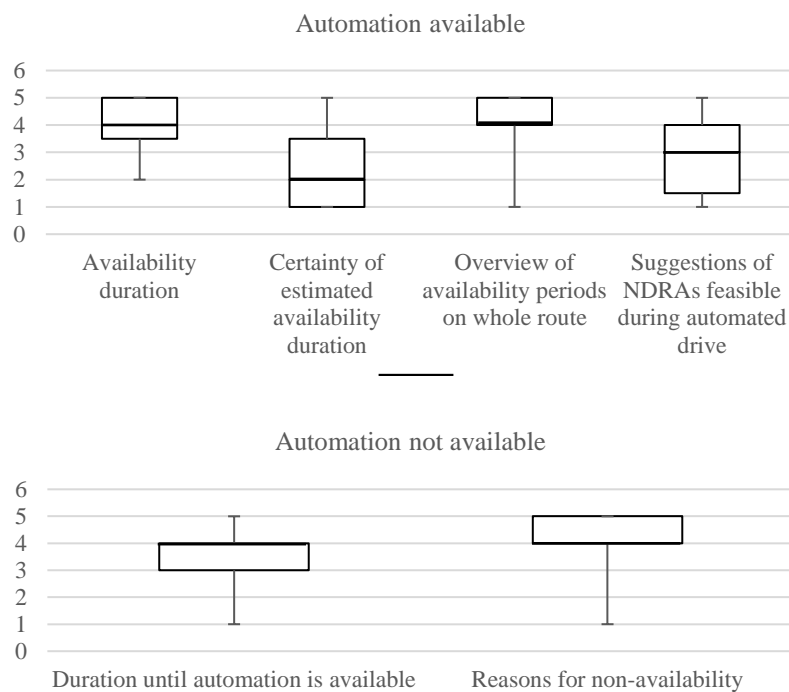 Automation available
6
5
4
3
2
1
0
Availability
duration
Certainty of
estimated
availability
duration
Overview of
availability periods
on whole route
Suggestions of
NDRAs feasible
during automated
drive
Automation not available
6
5
4
3
2
1
0
Duration until automation is available
Reasons for non-availability